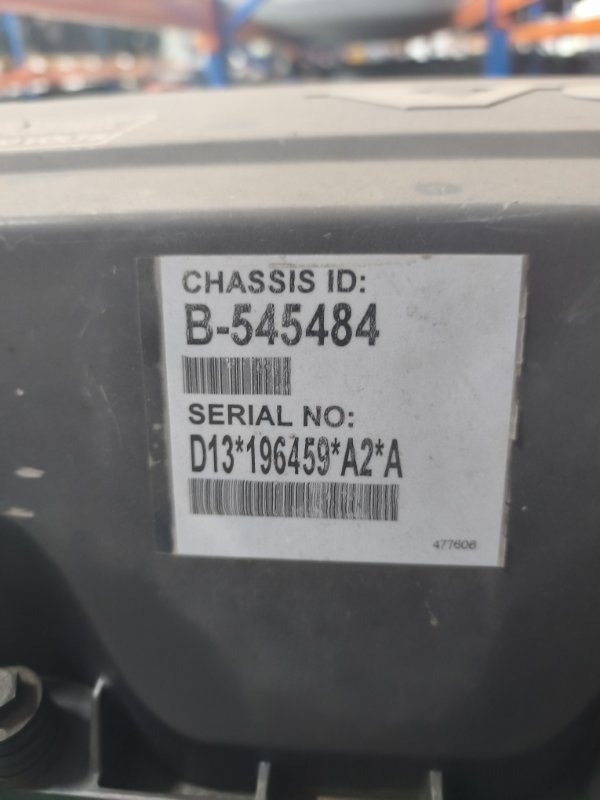 CHASSIS ID:
B-545484
SERIAL NO:
D13*196459*A2*A
477606